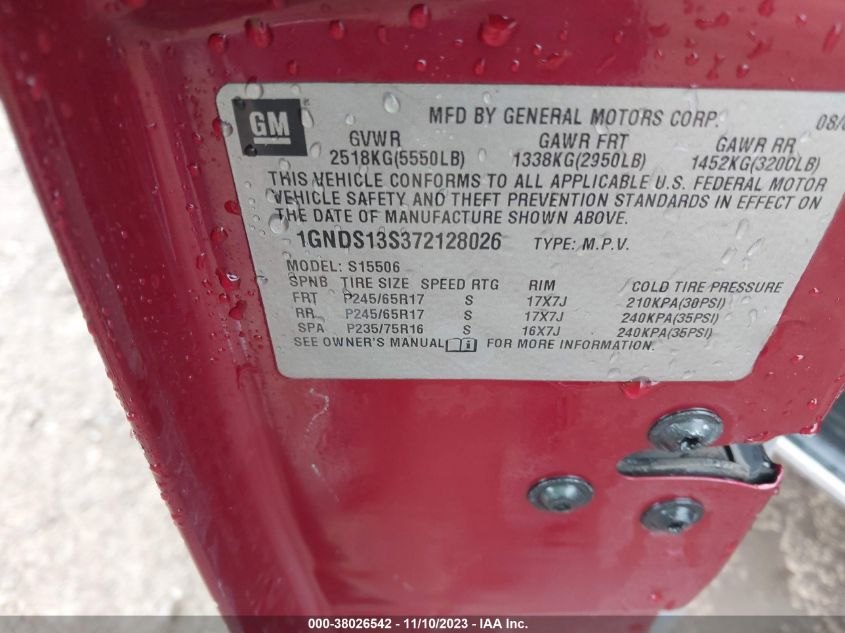 GM
MFD BY GENERAL MOTORS CORP.
GVWR GAWR FRT GAWR RR
2518KG(5550LB) 1338KG(2950LB) 1452KG(3200LB)
THIS VEHICLE CONFORMS TO ALL APPLICABLE U.S. FEDERAL MOTOR
VEHICLE SAFETY AND THEFT PREVENTION STANDARDS IN EFFECT ON
THE DATE OF MANUFACTURE SHOWN ABOVE.
1GNDS13S372128026 TYPE: M.P.V.
MODEL: S15506
SPNB TIRE SIZE SPEED RTG RIM COLD TIRE PRESSURE
FRT P245/65R17 S 17X7J 210KPA(30PSI)
RR P245/65R17 S 17X7J 240KPA(35PSI)
SPA P235/75R16 S 16X7J 240KPA(35PSI)
SEE OWNER'S MANUAL FOR MORE INFORMATION.
000-38026542 - 11/10/2023 - IAA Inc.